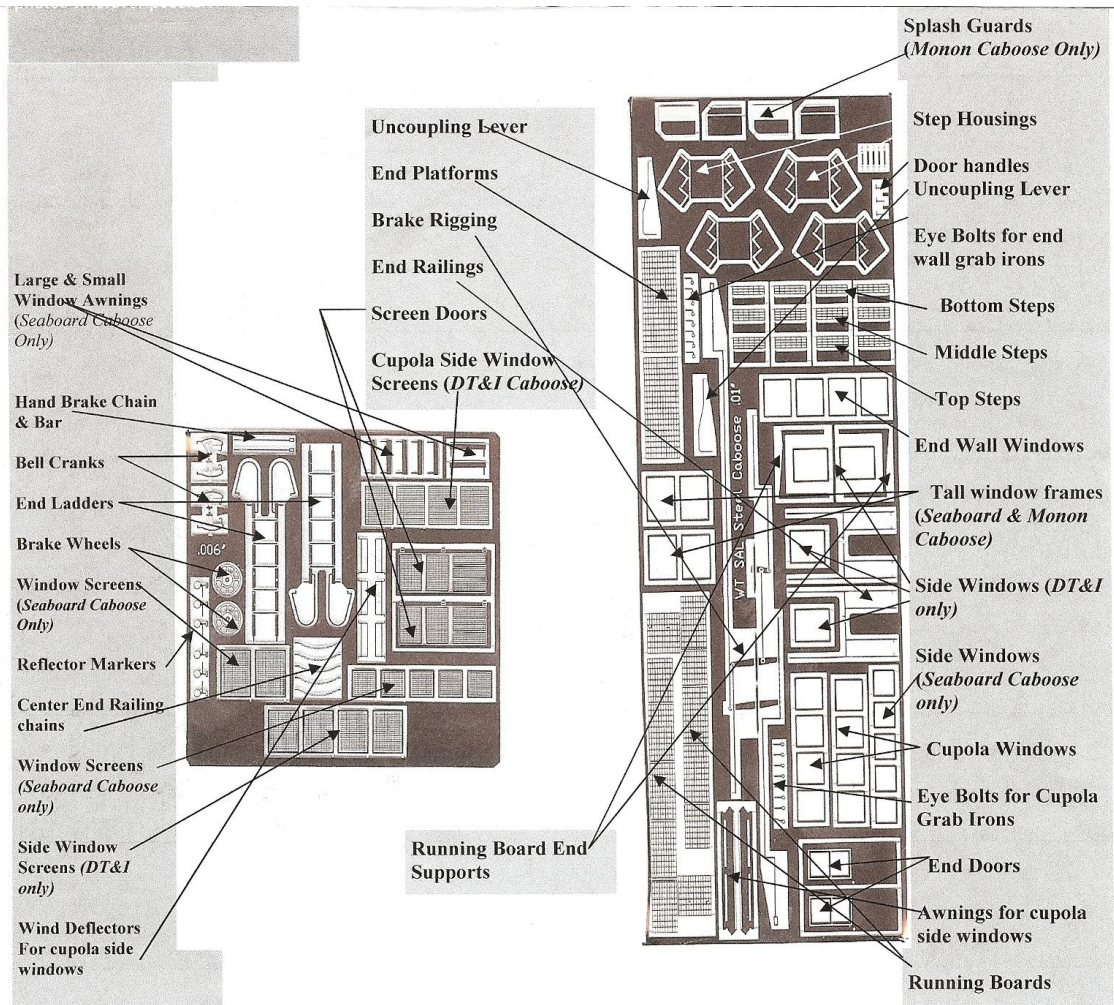 Splash Guards
(Monon Caboose Only)
Uncoupling Lever
End Platforms
Brake Rigging
End Railings
Screen Doors
Cupola Side Window
Screens (DT&I Caboose)
Step Housings
Door handles
Uncoupling Lever
Eye Bolts for end
wall grab irons
Bottom Steps
Middle Steps
Top Steps
End Wall Windows
Tall window frames
(Seaboard & Monon
Caboose)
Side Windows (DT&I
only)
Side Windows
(Seaboard Caboose
only)
Cupola Windows
Eye Bolts for Cupola
Grab Irons
End Doors
Awnings for cupola
side windows
Running Boards
Large & Small
Window Awnings
(Seaboard Caboose
Only)
Hand Brake Chain
& Bar
Bell Cranks
End Ladders
Brake Wheels
Window Screens
(Seaboard Caboose
Only)
Reflector Markers
Center End Railing
chains
Window Screens
(Seaboard Caboose
only)
Side Window
Screens (DT&I
only)
Wind Deflectors
For cupola side
windows
Running Board End
Supports
.006"
WT SAL Steel Caboose .01"